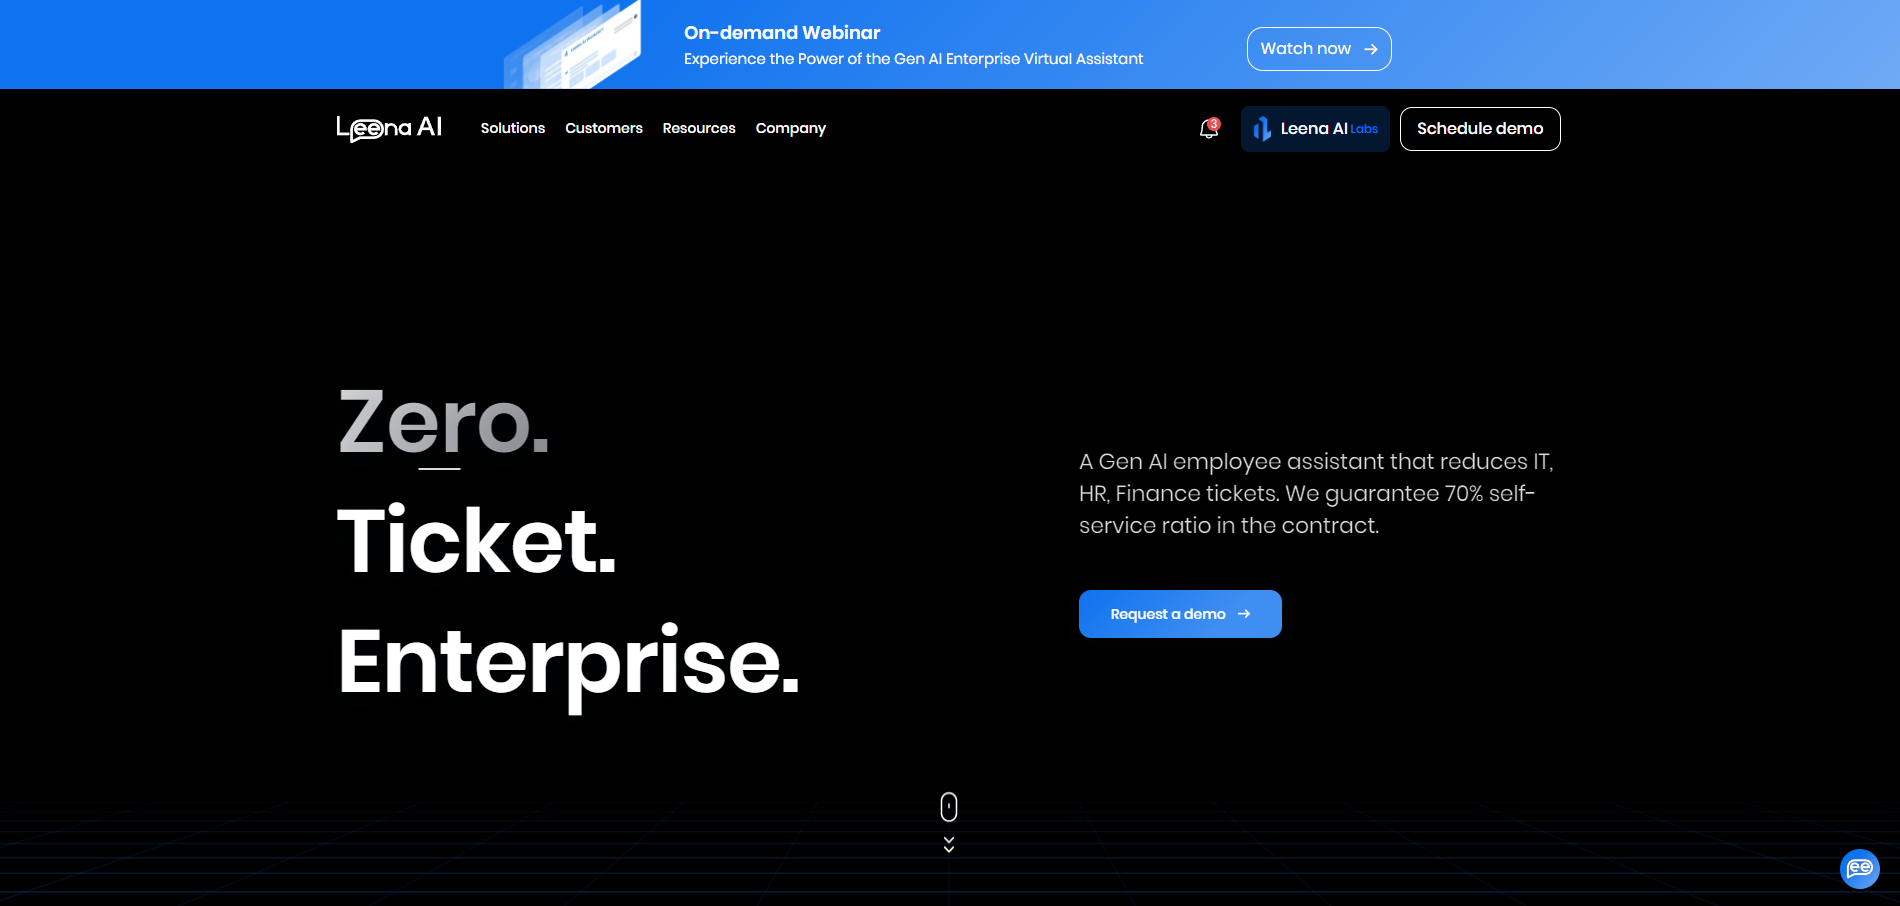 On-demand Webinar
Experience the Power of the Gen AI Enterprise Virtual Assistant
Watch now
Leena AI
Solutions
Customers
Resources
Company
3
Leena AI Labs
Schedule demo
Zero.
Ticket.
Enterprise.
A Gen AI employee assistant that reduces IT,
HR, Finance tickets. We guarantee 70% self-
service ratio in the contract.
Request a demo